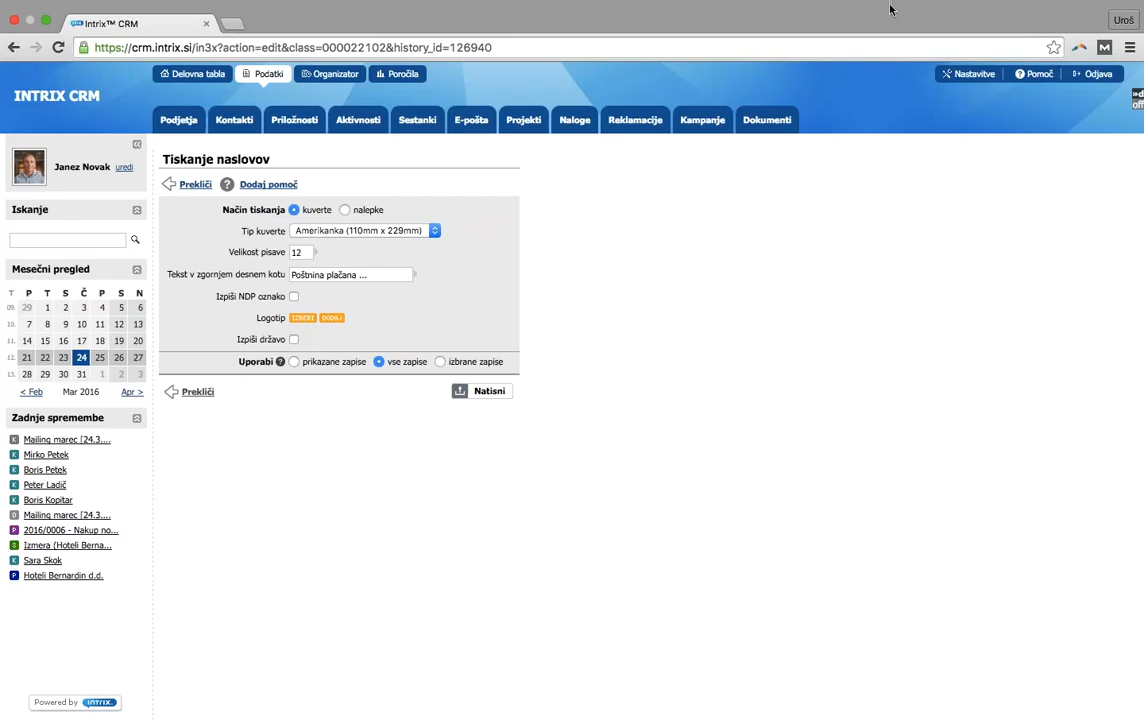 Intrix™ CRM
Uroš
https://crm.intrix.si/in3x?action=edit&class=000022102&history_id=126940
Delovna tabla Podatki Organizator Poročila Nastavitve Pomoč Odjava
INTRIX CRM
Podjetja Kontakti Priložnosti Aktivnosti Sestanki E-pošta Projekti Naloge Reklamacije Kampanje Dokumenti
off
Janez Novak uredi
Iskanje
Mesečni pregled
T P T S Č P S N
09. 29 1 2 3 4 5 6
10. 7 8 9 10 11 12 13
11. 14 15 16 17 18 19 20
12. 21 22 23 24 25 26 27
13. 28 29 30 31 1 2 3
< Feb Mar 2016 Apr >
Zadnje spremembe
K Mailing marec [24.3....
K Mirko Petek
K Boris Petek
K Peter Ladič
K Boris Kopitar
D Mailing marec [24.3....
P 2016/0006 - Nakup no...
S Izmera (Hoteli Berna...
K Sara Skok
P Hoteli Bernardin d.d.
Powered by INTRIX.
Tiskanje naslovov
Prekliči ? Dodaj pomoč
Način tiskanja kuverte nalepke
Tip kuverte Amerikanka (110mm x 229mm)
Velikost pisave 12
Tekst v zgornjem desnem kotu Poštnina plačana ...
Izpiši NDP oznako
Logotip IZBERI DODAJ
Izpiši državo
Uporabi ? prikazane zapise vse zapise izbrane zapise
Prekliči Natisni